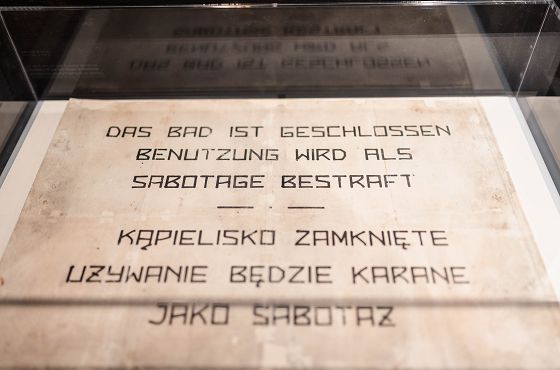 DAS BAD IST GESCHLOSSEN
BENUTZUNG WIRD ALS
SABOTAGE BESTRAFT
KĄPIELISKO ZAMKNIĘTE
UŻYWANIE BĘDZIE KARANE
JAKO SABOTAŻ